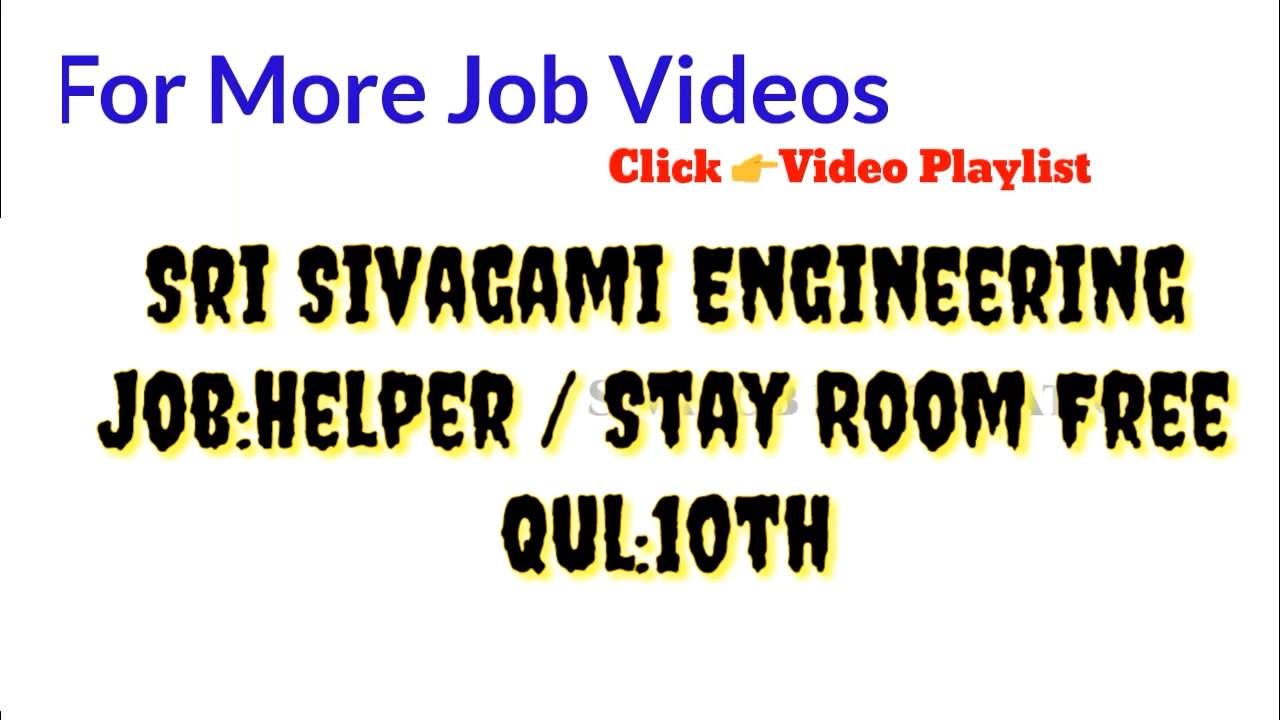 For More Job Videos
Click 👉Video Playlist
SRI SIVAGAMI ENGINEERING
JOB:HELPER / STAY ROOM FREE
QUL:10TH